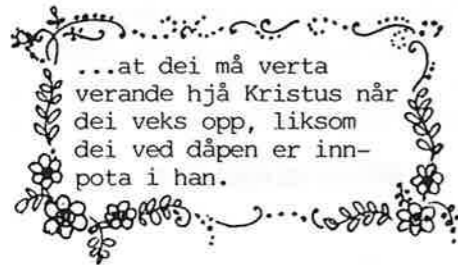 ...at dei må verta
verande hjå Kristus når
dei veks opp, liksom
dei ved dåpen er inn-
pota i han.